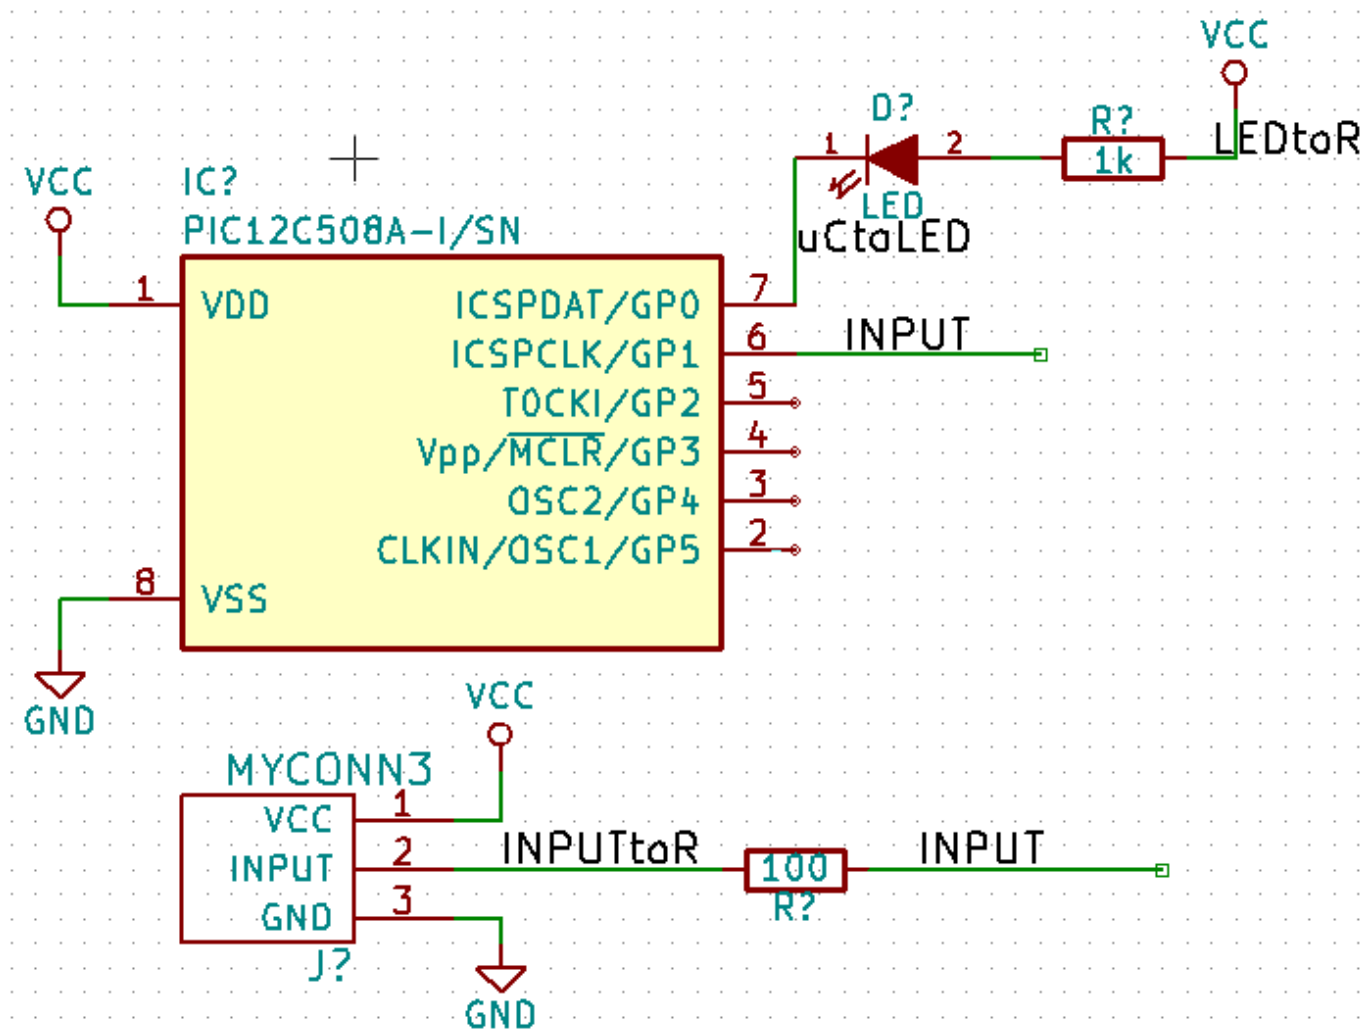 VCC
D?
R?
LEDtoR
1
2
1k
VCC
IC?
LED
PIC12C508A-I/SN
uCtoLED
1
VDD
ICSPDAT/GP0
7
INPUT
ICSPCLK/GP1
6
T0CKI/GP2
5
Vpp/MCLR/GP3
4
OSC2/GP4
3
CLKIN/OSC1/GP5
2
8
VSS
GND
VCC
MYCONN3
VCC
1
INPUT
2
INPUTtoR
100
INPUT
GND
3
R?
J?
GND